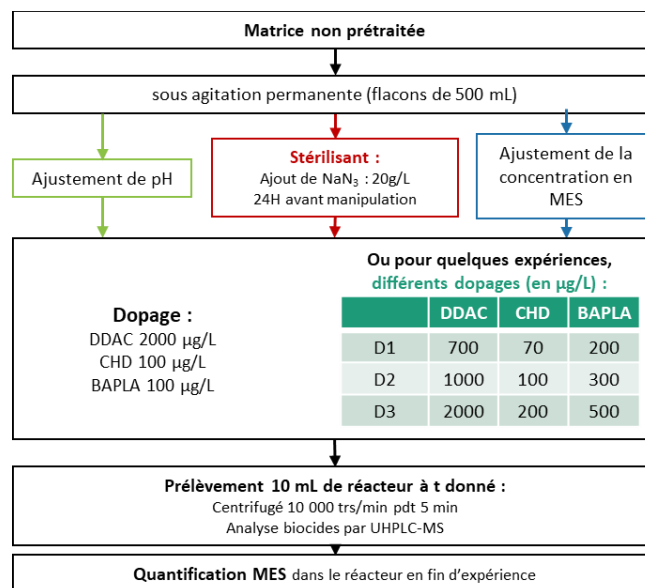 Matrice non prétraitée
sous agitation permanente (flacons de 500 mL)
Ajustement de pH
Stérilisant :
Ajout de NaN₃ : 20g/L
24H avant manipulation
Ajustement de la
concentration en
MES
Dopage :
DDAC 2000 µg/L
CHD 100 µg/L
BAPLA 100 µg/L
Ou pour quelques expériences,
différents dopages (en µg/L) :
DDAC CHD BAPLA
D1 700 70 200
D2 1000 100 300
D3 2000 200 500
Prélèvement 10 mL de réacteur à t donné :
Centrifugé 10 000 trs/min pdt 5 min
Analyse biocides par UHPLC-MS
Quantification MES dans le réacteur en fin d'expérience